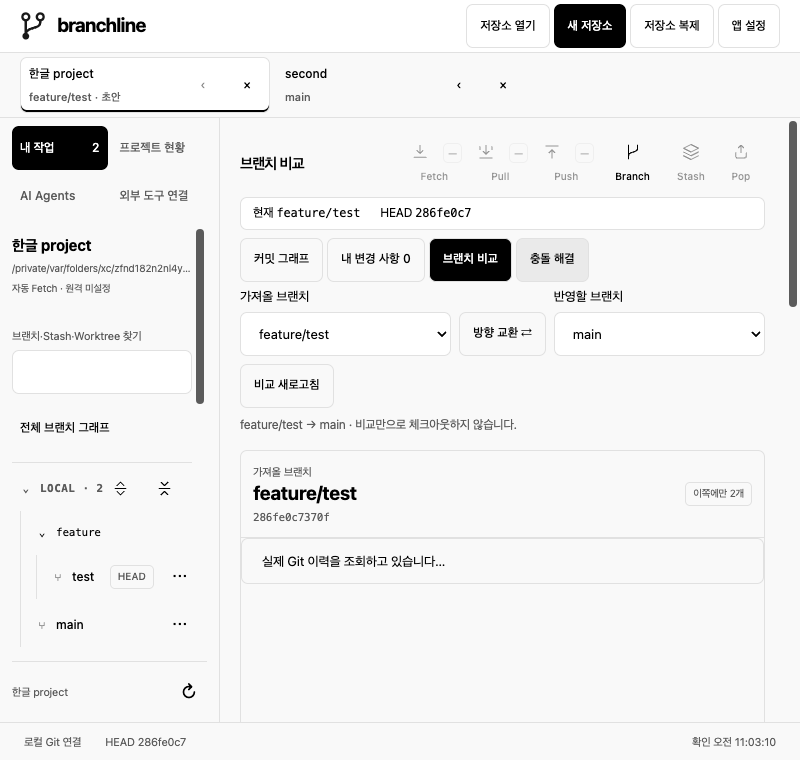 branchline
저장소 열기
새 저장소
저장소 복제
앱 설정
한글 project
feature/test · 초안
‹
×
second
main
‹
×
내 작업 2
프로젝트 현황
AI Agents
외부 도구 연결
한글 project
/private/var/folders/xc/zfnd182n2nl4y...
자동 Fetch · 원격 미설정
브랜치·Stash·Worktree 찾기
전체 브랜치 그래프
LOCAL · 2
feature
test HEAD ...
main ...
한글 project
브랜치 비교
Fetch
Pull
Push
Branch
Stash
Pop
현재 feature/test HEAD 286fe0c7
커밋 그래프
내 변경 사항 0
브랜치 비교
충돌 해결
가져올 브랜치
반영할 브랜치
feature/test
방향 교환 ⇄
main
비교 새로고침
feature/test → main · 비교만으로 체크아웃하지 않습니다.
가져올 브랜치
feature/test
이쪽에만 2개
286fe0c7370f
실제 Git 이력을 조회하고 있습니다...
로컬 Git 연결
HEAD 286fe0c7
확인 오전 11:03:10